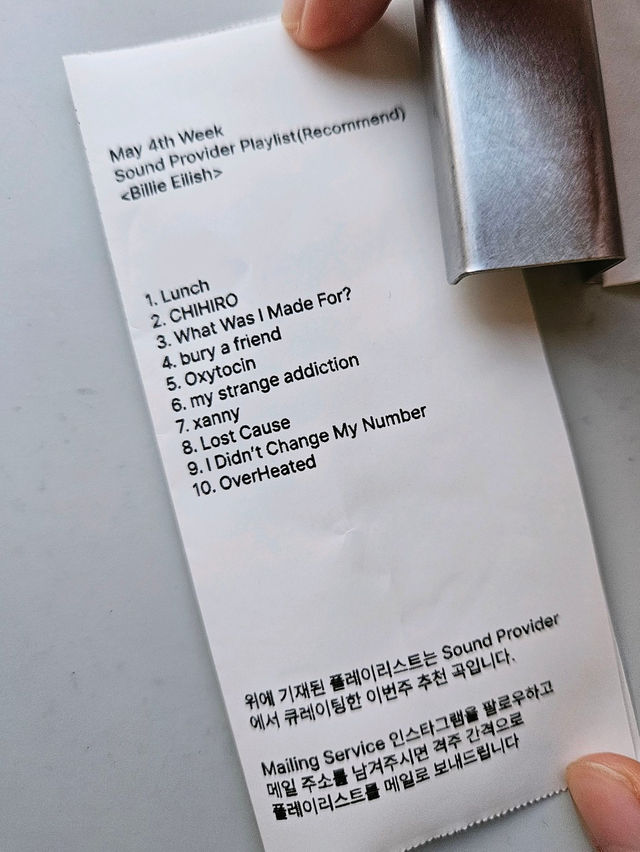 May 4th Week
Sound Provider Playlist(Recommend)
<Billie Eilish>
1. Lunch
2. CHIHIRO
3. What Was I Made For?
4. bury a friend
5. Oxytocin
6. my strange addiction
7. xanny
8. Lost Cause
9. I Didn't Change My Number
10. OverHeated
위에 기재된 플레이리스트는 Sound Provider
에서 큐레이팅한 이번주 추천 곡입니다.
Mailing Service 인스타그램을 팔로우하고
메일 주소를 남겨주시면 격주 간격으로
플레이리스트를 메일로 보내드립니다